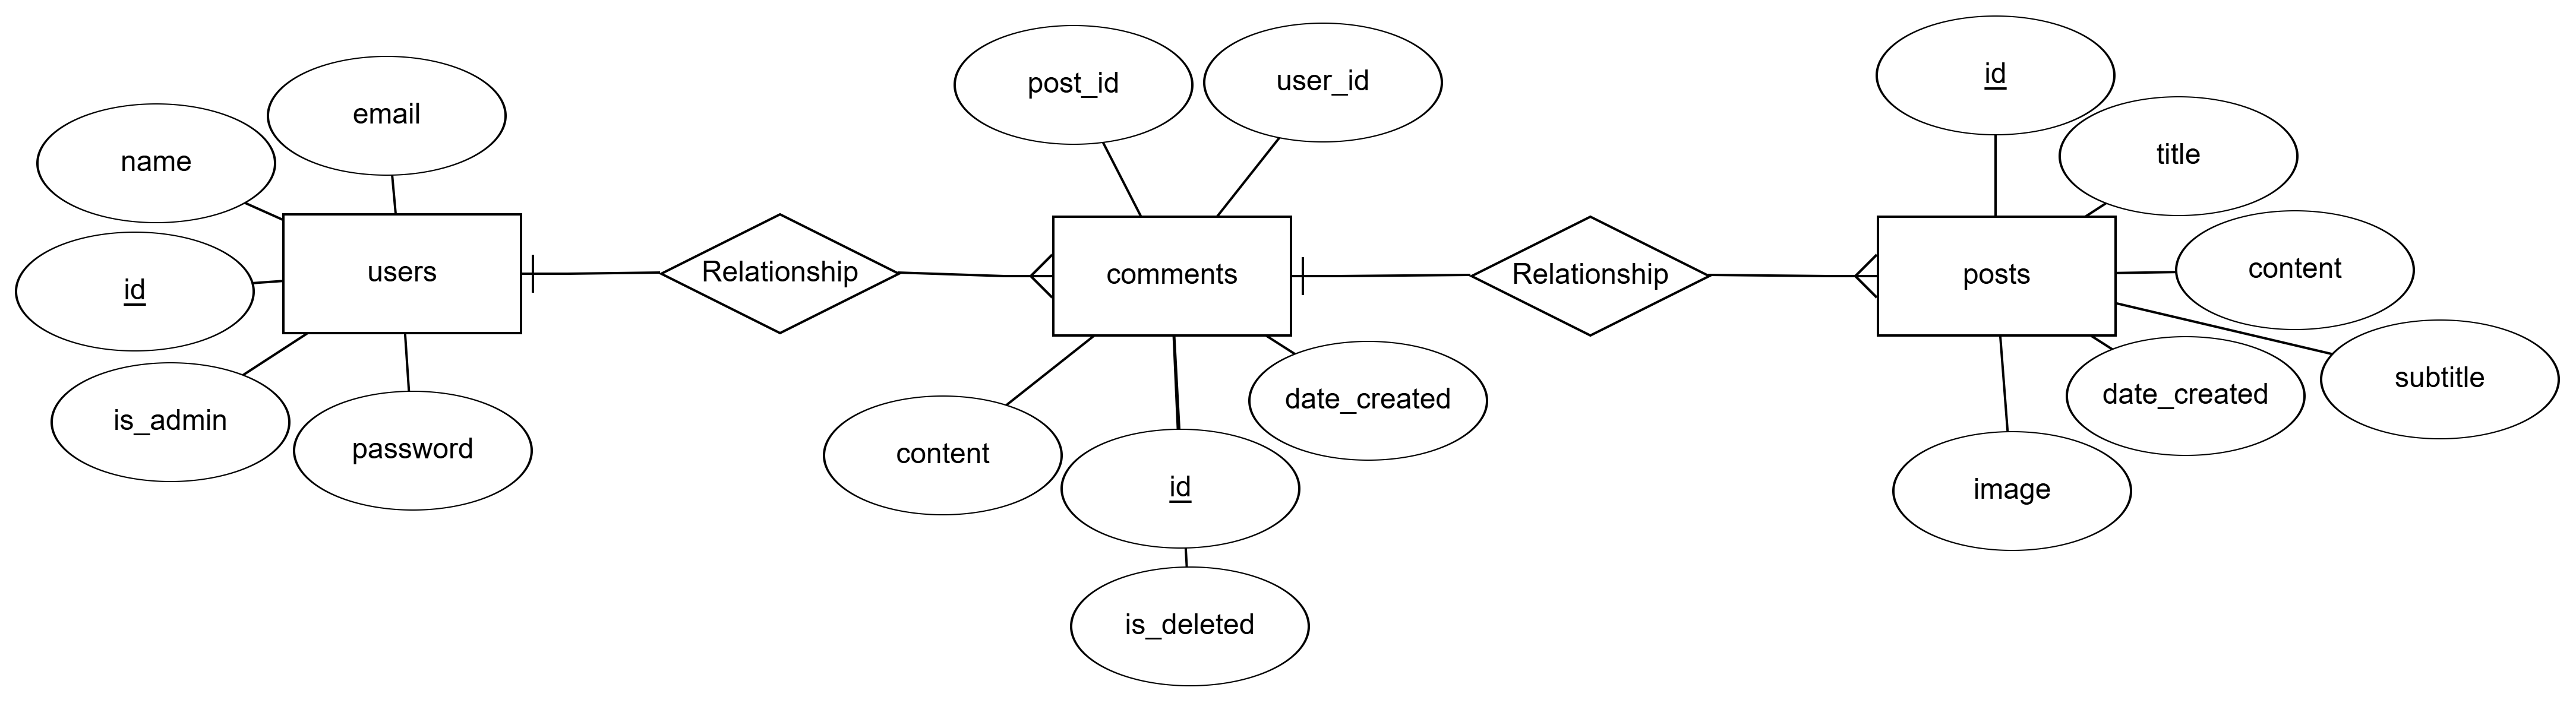 email
name
users
id
is_admin
password
Relationship
post_id
user_id
comments
content
date_created
id
is_deleted
Relationship
id
title
posts
content
subtitle
date_created
image